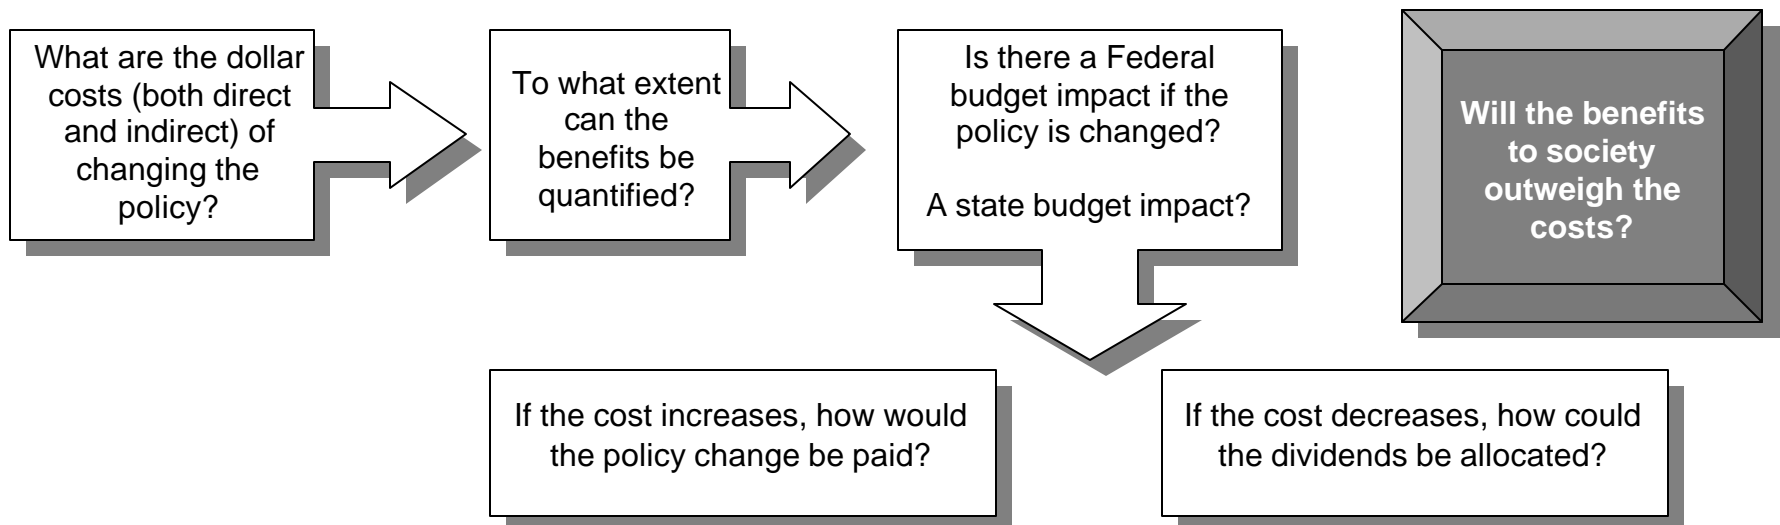 What are the dollar
costs (both direct
and indirect) of
changing the
policy?
To what extent
can the
benefits be
quantified?
Is there a Federal
budget impact if the
policy is changed?
A state budget impact?
Will the benefits
to society
outweigh the
costs?
If the cost increases, how would
the policy change be paid?
If the cost decreases, how could
the dividends be allocated?